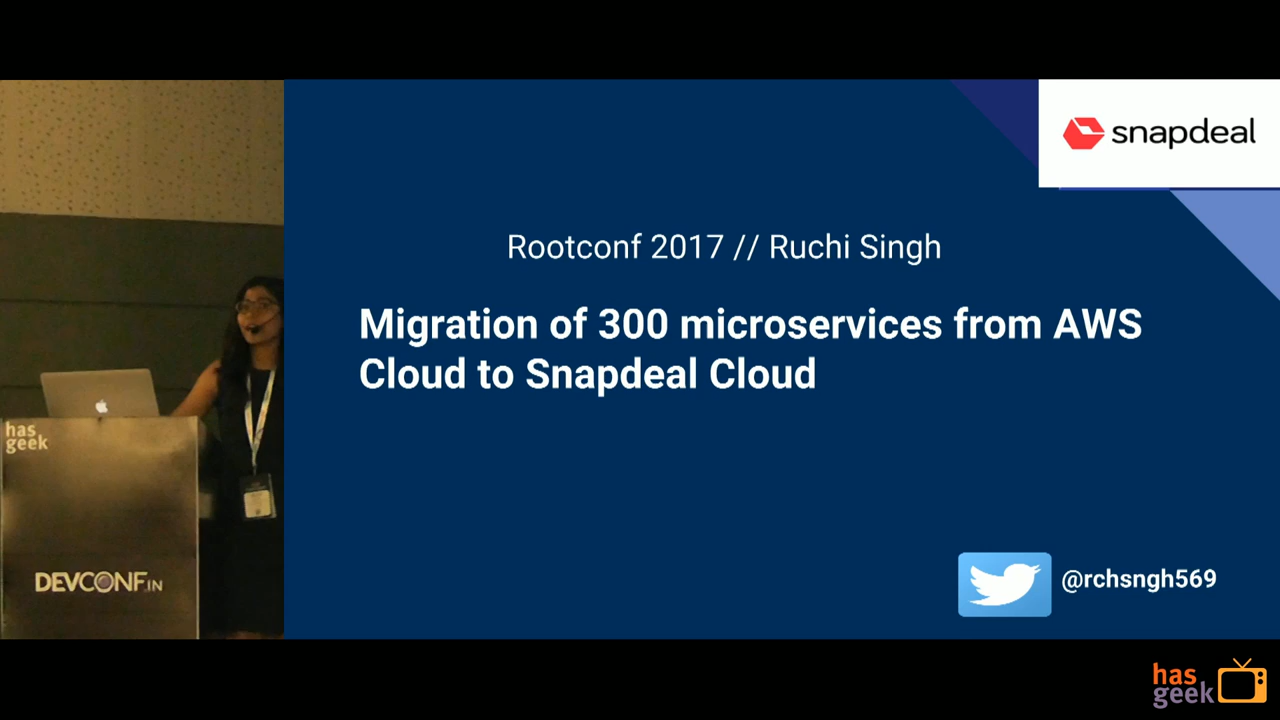 snapdeal
Rootconf 2017 // Ruchi Singh
Migration of 300 microservices from AWS
Cloud to Snapdeal Cloud
@rchsngh569
has
geek
DEVCONF.IN
has
geek